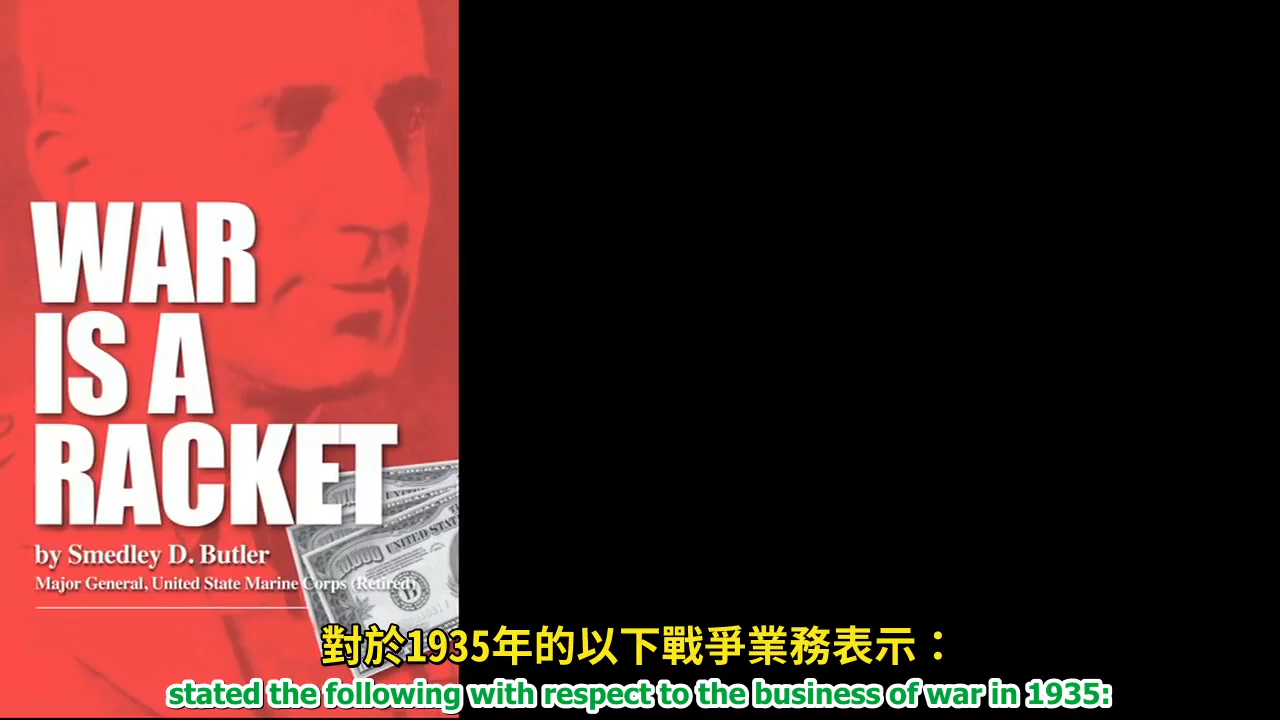 WAR
IS A
RACKET
by Smedley D. Butler
Major General, United State Marine Corps (Retired)
UNITED STAT
對於1935年的以下戰爭業務表示：
stated the following with respect to the business of war in 1935: